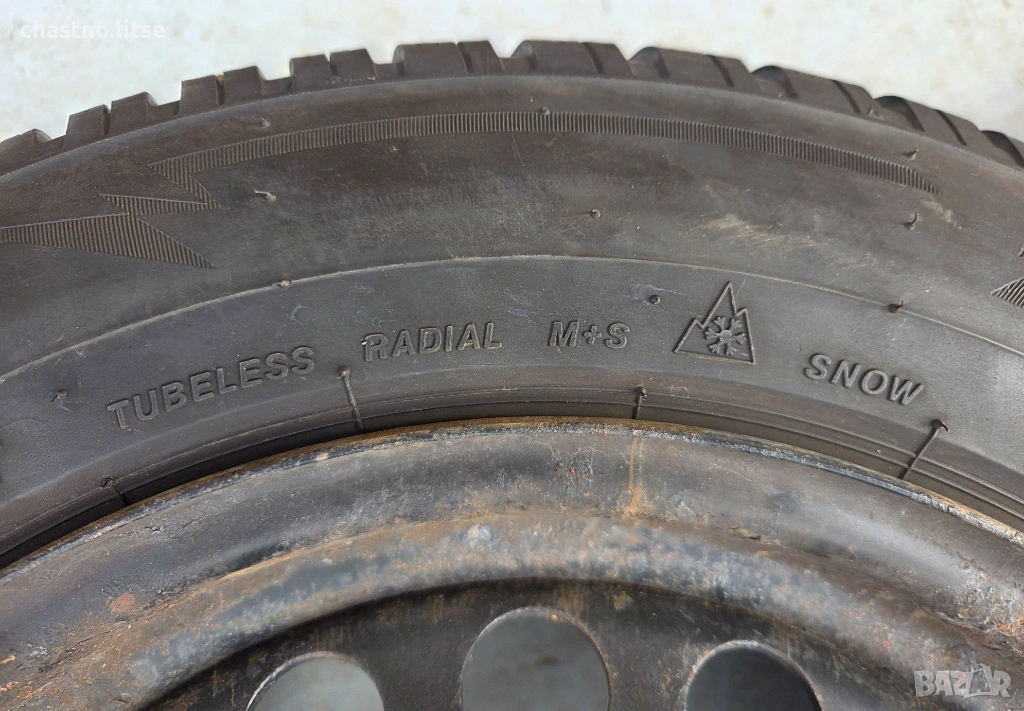 chastno.litse
TUBELESS RADIAL M+S SNOW
BAZAR